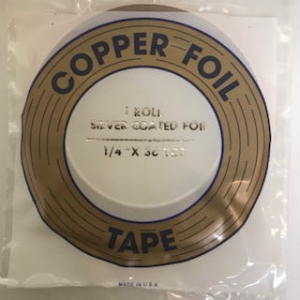 COPPER FOIL
1 ROLL
SILVER COATED FOIL
1/4 " X 36 YDS
TAPE
MADE IN U.S.A.